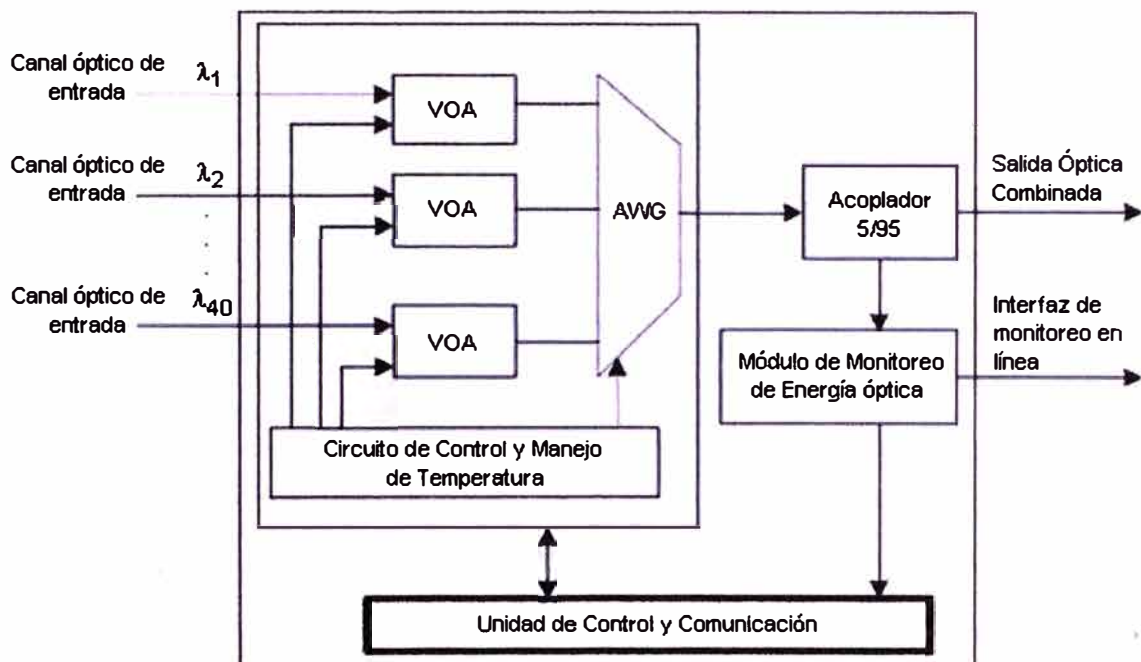 Canal óptico de
entrada
λ1
VOA
Canal óptico de
entrada
λ2
VOA
AWG
Acoplador
5/95
Salida Óptica
Combinada
Canal óptico de
entrada
λ40
VOA
Interfaz de
monitoreo en
línea
Módulo de Monitoreo
de Energía óptica
Circuito de Control y Manejo
de Temperatura
Unidad de Control y Comunicación